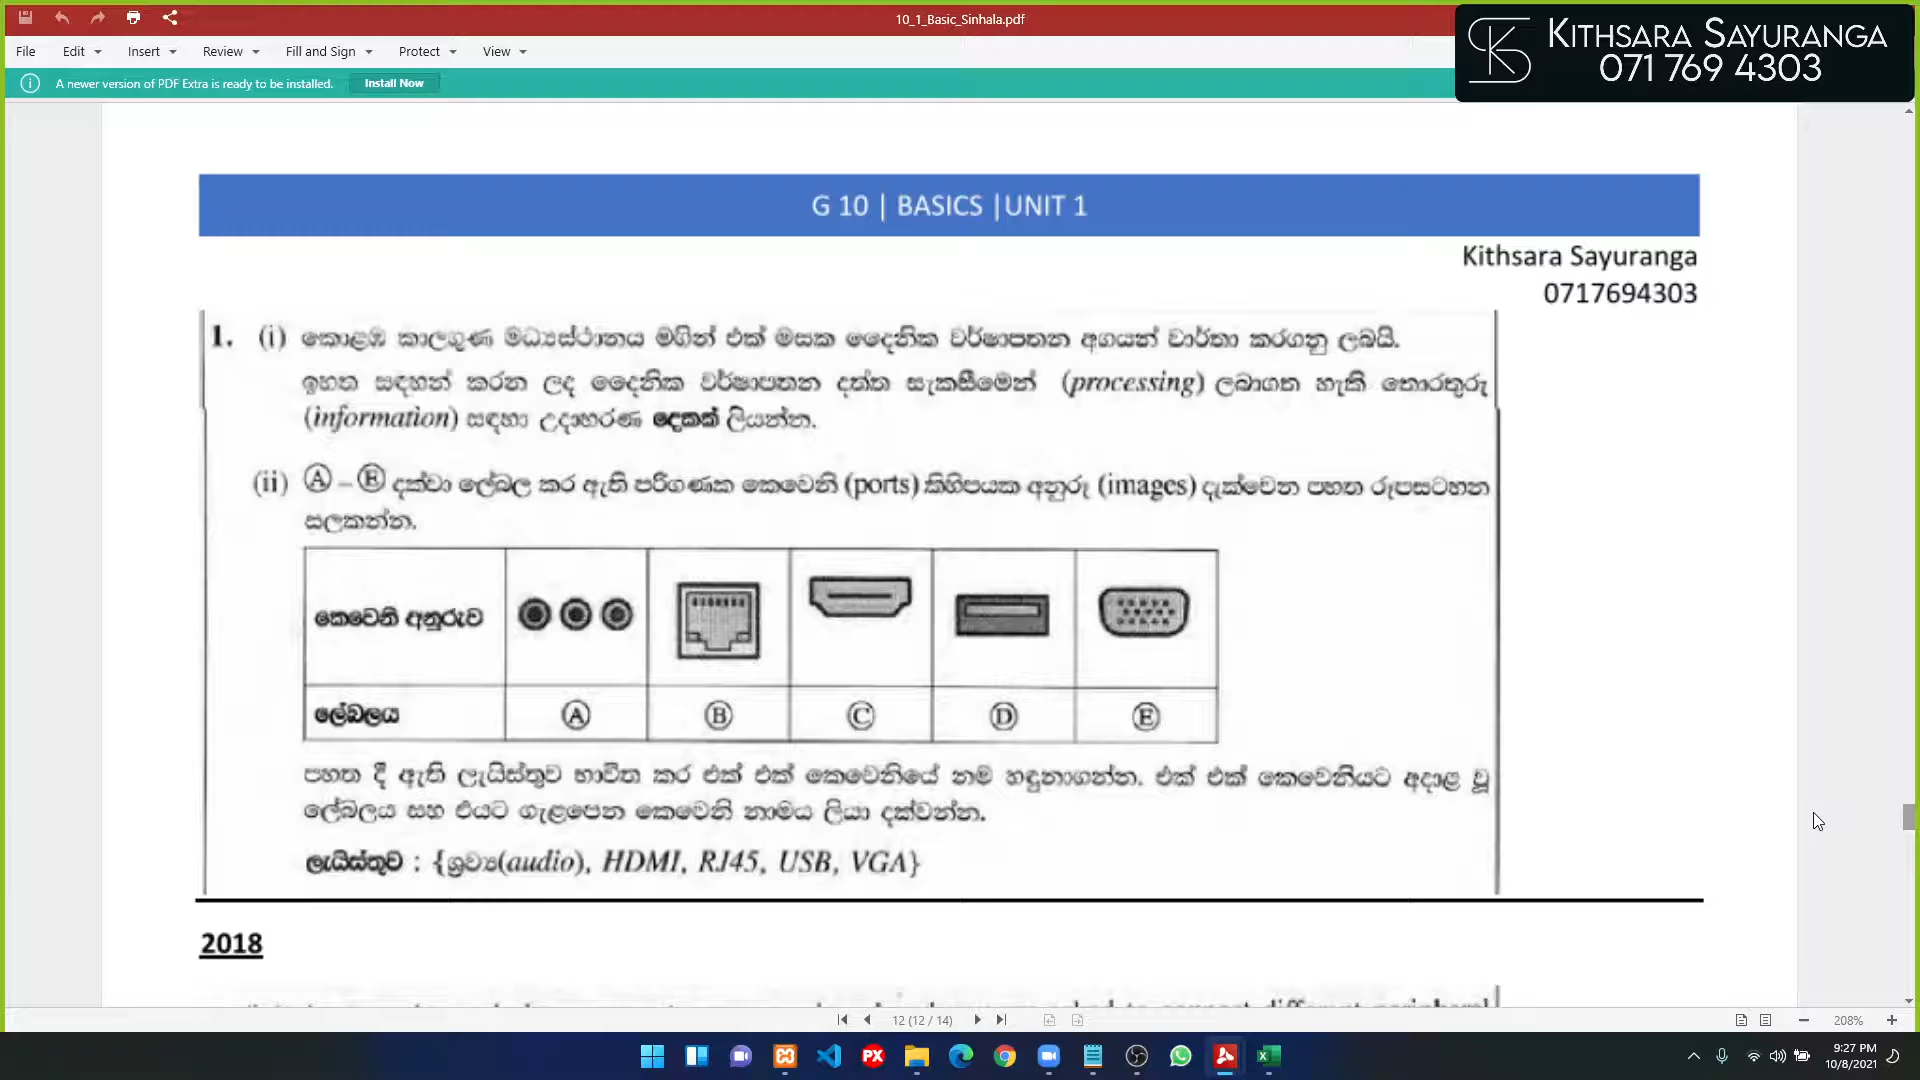 10_1_Basic_Sinhala.pdf
File Edit Insert Review Fill and Sign Protect View
A newer version of PDF Extra is ready to be installed. Install Now
KITHSARA SAYURANGA
071 769 4303
G 10 | BASICS |UNIT 1
Kithsara Sayuranga
0717694303
1. (i) කොළඹ කාලගුණ මධ්‍යස්ථානය මගින් එක් මසක දෛනික වර්ෂාපතන අගයන් වාර්තා කරගනු ලබයි.
ඉහත සඳහන් කරන ලද දෛනික වර්ෂාපතන දත්ත සැකසීමෙන් (processing) ලබාගත හැකි තොරතුරු
(information) සඳහා උදාහරණ දෙකක් ලියන්න.
(ii) Ⓐ – Ⓔ දක්වා ලේබල කර ඇති පරිගණක කෙවෙනි (ports) කිහිපයක අනුරූ (images) දැක්වෙන පහත රූපසටහන
සලකන්න.
කෙවෙනි අනුරුව
ලේබලය Ⓐ Ⓑ Ⓒ Ⓓ Ⓔ
පහත දී ඇති ලැයිස්තුව භාවිත කර එක් එක් කෙවෙනියේ නම හඳුනාගන්න. එක් එක් කෙවෙනියට අදාළ වූ
ලේබලය සහ එයට ගැළපෙන කෙවෙනි නාමය ලියා දක්වන්න.
ලැයිස්තුව : {ශ්‍රව්‍ය(audio), HDMI, RJ45, USB, VGA}
2018
12 (12 / 14)
208%
9:27 PM
10/8/2021